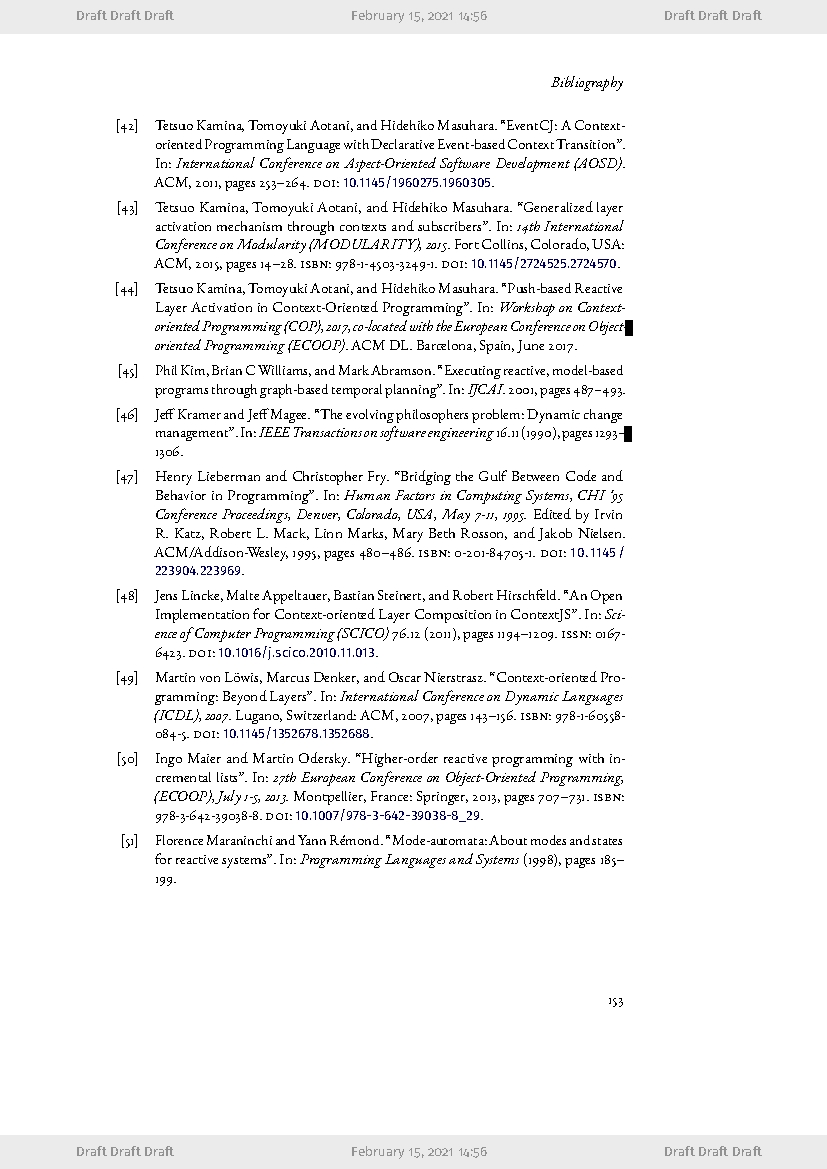 Draft Draft Draft February 15, 2021 14:56 Draft Draft Draft
Bibliography
[42] Tetsuo Kamina, Tomoyuki Aotani, and Hidehiko Masuhara. “EventCJ: A Context-
oriented Programming Language with Declarative Event-based Context Transition”.
In: International Conference on Aspect-Oriented Software Development (AOSD).
ACM, 2011, pages 253–264. DOI: 10.1145/1960275.1960305.
[43] Tetsuo Kamina, Tomoyuki Aotani, and Hidehiko Masuhara. “Generalized layer
activation mechanism through contexts and subscribers”. In: 14th International
Conference on Modularity (MODULARITY), 2015. Fort Collins, Colorado, USA:
ACM, 2015, pages 14–28. ISBN: 978-1-4503-3249-1. DOI: 10.1145/2724525.2724570.
[44] Tetsuo Kamina, Tomoyuki Aotani, and Hidehiko Masuhara. “Push-based Reactive
Layer Activation in Context-Oriented Programming”. In: Workshop on Context-
oriented Programming (COP), 2017, co-located with the European Conference on Object-
oriented Programming (ECOOP). ACM DL. Barcelona, Spain, June 2017.
[45] Phil Kim, Brian C Williams, and Mark Abramson. “Executing reactive, model-based
programs through graph-based temporal planning”. In: IJCAI. 2001, pages 487–493.
[46] Jeff Kramer and Jeff Magee. “The evolving philosophers problem: Dynamic change
management”. In: IEEE Transactions on software engineering 16.11 (1990), pages 1293–
1306.
[47] Henry Lieberman and Christopher Fry. “Bridging the Gulf Between Code and
Behavior in Programming”. In: Human Factors in Computing Systems, CHI ’95
Conference Proceedings, Denver, Colorado, USA, May 7-11, 1995. Edited by Irvin
R. Katz, Robert L. Mack, Linn Marks, Mary Beth Rosson, and Jakob Nielsen.
ACM/Addison-Wesley, 1995, pages 480–486. ISBN: 0-201-84705-1. DOI: 10.1145/
223904.223969.
[48] Jens Lincke, Malte Appeltauer, Bastian Steinert, and Robert Hirschfeld. “An Open
Implementation for Context-oriented Layer Composition in ContextJS”. In: Sci-
ence of Computer Programming (SCICO) 76.12 (2011), pages 1194–1209. ISSN: 0167-
6423. DOI: 10.1016/j.scico.2010.11.013.
[49] Martin von Löwis, Marcus Denker, and Oscar Nierstrasz. “Context-oriented Pro-
gramming: Beyond Layers”. In: International Conference on Dynamic Languages
(ICDL), 2007. Lugano, Switzerland: ACM, 2007, pages 143–156. ISBN: 978-1-60558-
084-5. DOI: 10.1145/1352678.1352688.
[50] Ingo Maier and Martin Odersky. “Higher-order reactive programming with in-
cremental lists”. In: 27th European Conference on Object-Oriented Programming,
(ECOOP), July 1-5, 2013. Montpellier, France: Springer, 2013, pages 707–731. ISBN:
978-3-642-39038-8. DOI: 10.1007/978-3-642-39038-8_29.
[51] Florence Maraninchi and Yann Rémond. “Mode-automata: About modes and states
for reactive systems”. In: Programming Languages and Systems (1998), pages 185–
199.
153
Draft Draft Draft February 15, 2021 14:56 Draft Draft Draft